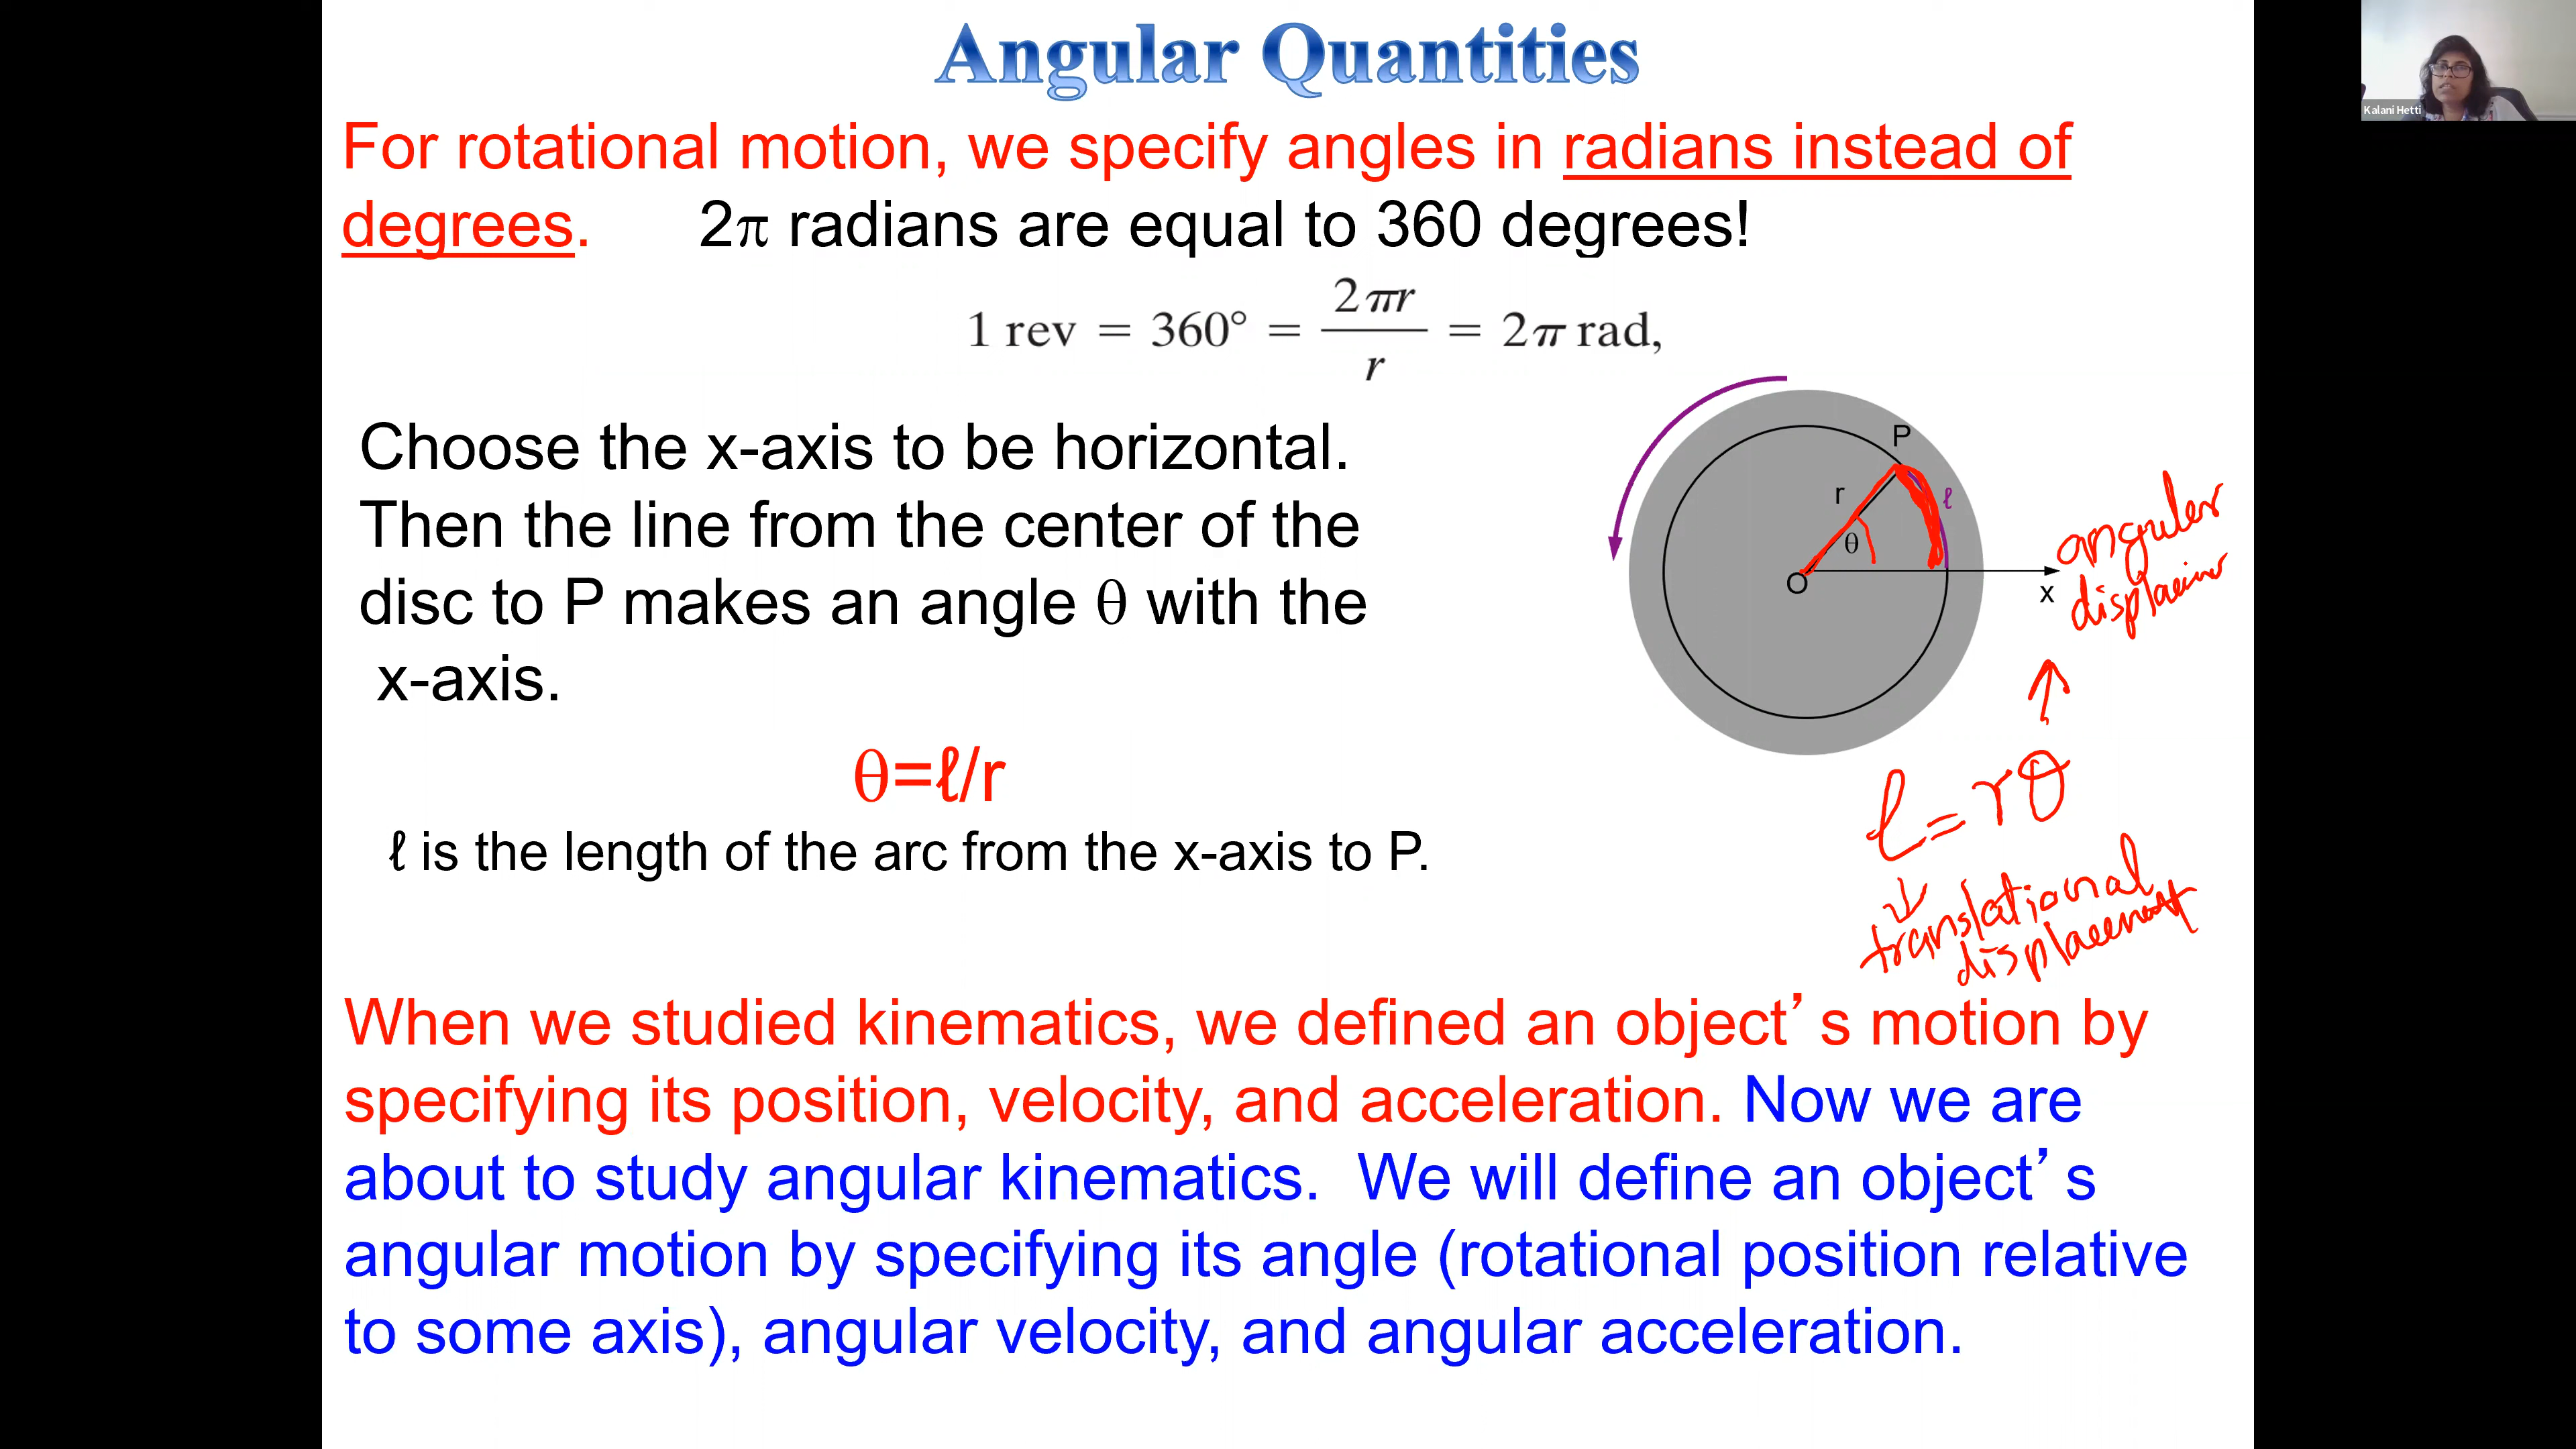 Angular Quantities
Kalani Hetti
For rotational motion, we specify angles in radians instead of
degrees. 2π radians are equal to 360 degrees!
1 rev = 360° = 2πr/r = 2π rad,
Choose the x-axis to be horizontal.
Then the line from the center of the
disc to P makes an angle θ with the
x-axis.
P
r
ℓ
θ
O
x
angular
θ=ℓ/r
ℓ = rθ
ℓ is the length of the arc from the x-axis to P.
translational
displacement
When we studied kinematics, we defined an object’s motion by
specifying its position, velocity, and acceleration. Now we are
about to study angular kinematics. We will define an object’s
angular motion by specifying its angle (rotational position relative
to some axis), angular velocity, and angular acceleration.